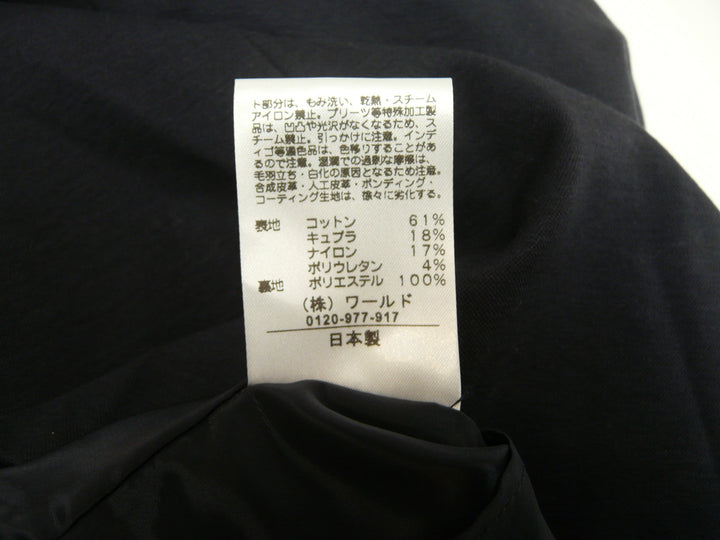 ト部分は、もみ洗い、乾熱・スチーム
アイロン禁止。プリーツ等特殊加工製
品は、凹凸や光沢がなくなるため、ス
チーム禁止。引っかけに注意。インデ
ィゴ等濃色品は、色移りすることがあ
るので注意。湿潤での過剰な摩擦は、
毛羽立ち・白化の原因となるため注意。
合成皮革・人工皮革・ボンディング・
コーティング生地は、徐々に劣化する。
表地 コットン 61%
キュプラ 18%
ナイロン 17%
ポリウレタン 4%
裏地 ポリエステル 100%
(株) ワールド
0120-977-917
日本製